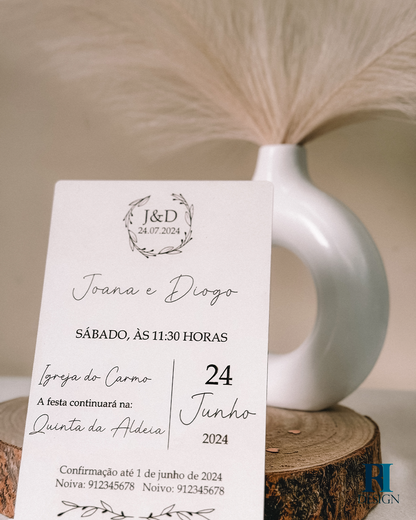 J&D
24.07.2024
Joana e Diogo
SÁBADO, ÀS 11:30 HORAS
Igreja do Carmo
A festa continuará na:
Quinta da Aldeia
24
Junho
2024
Confirmação até 1 de junho de 2024
Noiva: 912345678 Noivo: 912345678